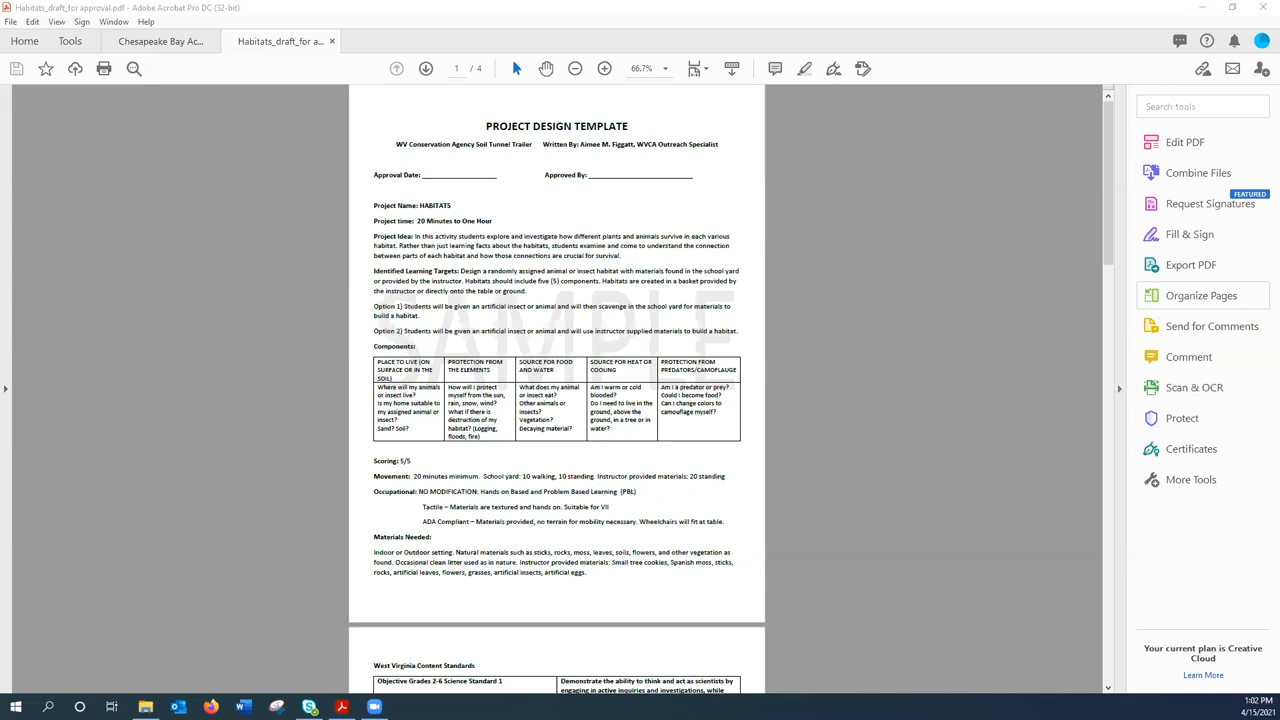 Habitats_draft_for approval.pdf - Adobe Acrobat Pro DC (32-bit)
File Edit View Sign Window Help
Home Tools Chesapeake Bay Ac... Habitats_draft_for a... ×
1 / 4 66.7%
PROJECT DESIGN TEMPLATE
WV Conservation Agency Soil Tunnel Trailer Written By: Aimee M. Figgatt, WVCA Outreach Specialist
Approval Date: ________________ Approved By: ______________________
Project Name: HABITATS
Project time: 20 Minutes to One Hour
Project Idea: In this activity students explore and investigate how different plants and animals survive in each various
habitat. Rather than just learning facts about the habitats, students examine and come to understand the connection
between parts of each habitat and how those connections are crucial for survival.
Identified Learning Targets: Design a randomly assigned animal or insect habitat with materials found in the school yard
or provided by the instructor. Habitats should include five (5) components. Habitats are created in a basket provided by
the instructor or directly onto the table or ground.
SAMPLE
Option 1) Students will be given an artificial insect or animal and will then scavenge in the school yard for materials to
build a habitat.
Option 2) Students will be given an artificial insect or animal and will use instructor supplied materials to build a habitat.
Components:
PLACE TO LIVE (ON
SURFACE OR IN THE
SOIL)
PROTECTION FROM
THE ELEMENTS
SOURCE FOR FOOD
AND WATER
SOURCE FOR HEAT OR
COOLING
PROTECTION FROM
PREDATORS/CAMOFLAUGE
Where will my animals
or insect live?
Is my home suitable to
my assigned animal or
insect?
Sand? Soil?
How will I protect
myself from the sun,
rain, snow, wind?
What if there is
destruction of my
habitat? (Logging,
floods, fire)
What does my animal
or insect eat?
Other animals or
insects?
Vegetation?
Decaying material?
Am I warm or cold
blooded?
Do I need to live in the
ground, above the
ground, in a tree or in
water?
Am I a predator or prey?
Could I become food?
Can I change colors to
camouflage myself?
Scoring: 5/5
Movement: 20 minutes minimum. School yard: 10 walking, 10 standing. Instructor provided materials: 20 standing
Occupational: NO MODIFICATION: Hands on Based and Problem Based Learning (PBL)
Tactile – Materials are textured and hands on. Suitable for VII
ADA Compliant – Materials provided, no terrain for mobility necessary. Wheelchairs will fit at table.
Materials Needed:
Indoor or Outdoor setting. Natural materials such as sticks, rocks, moss, leaves, soils, flowers, and other vegetation as
found. Occasional clean litter used as in nature. Instructor provided materials: Small tree cookies, Spanish moss, sticks,
rocks, artificial leaves, flowers, grasses, artificial insects, artificial eggs.
West Virginia Content Standards
Objective Grades 2-6 Science Standard 1
Demonstrate the ability to think and act as scientists by
engaging in active inquiries and investigations, while
Search tools
Edit PDF
Combine Files
FEATURED
Request Signatures
Fill & Sign
Export PDF
Organize Pages
Send for Comments
Comment
Scan & OCR
Protect
Certificates
More Tools
Your current plan is Creative
Cloud
Learn More
1:02 PM
4/15/2021